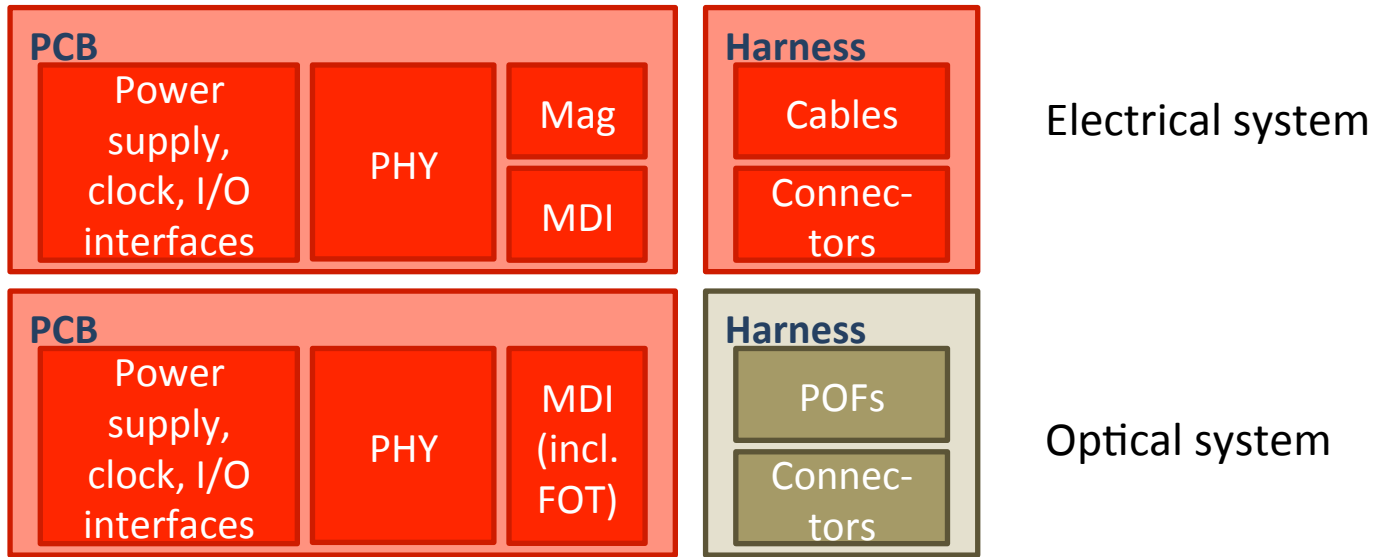 PCB
Power
supply,
clock, I/O
interfaces
PHY
Mag
MDI
Harness
Cables
Connec-
tors
Electrical system
PCB
Power
supply,
clock, I/O
interfaces
PHY
MDI
(incl.
FOT)
Harness
POFs
Connec-
tors
Optical system